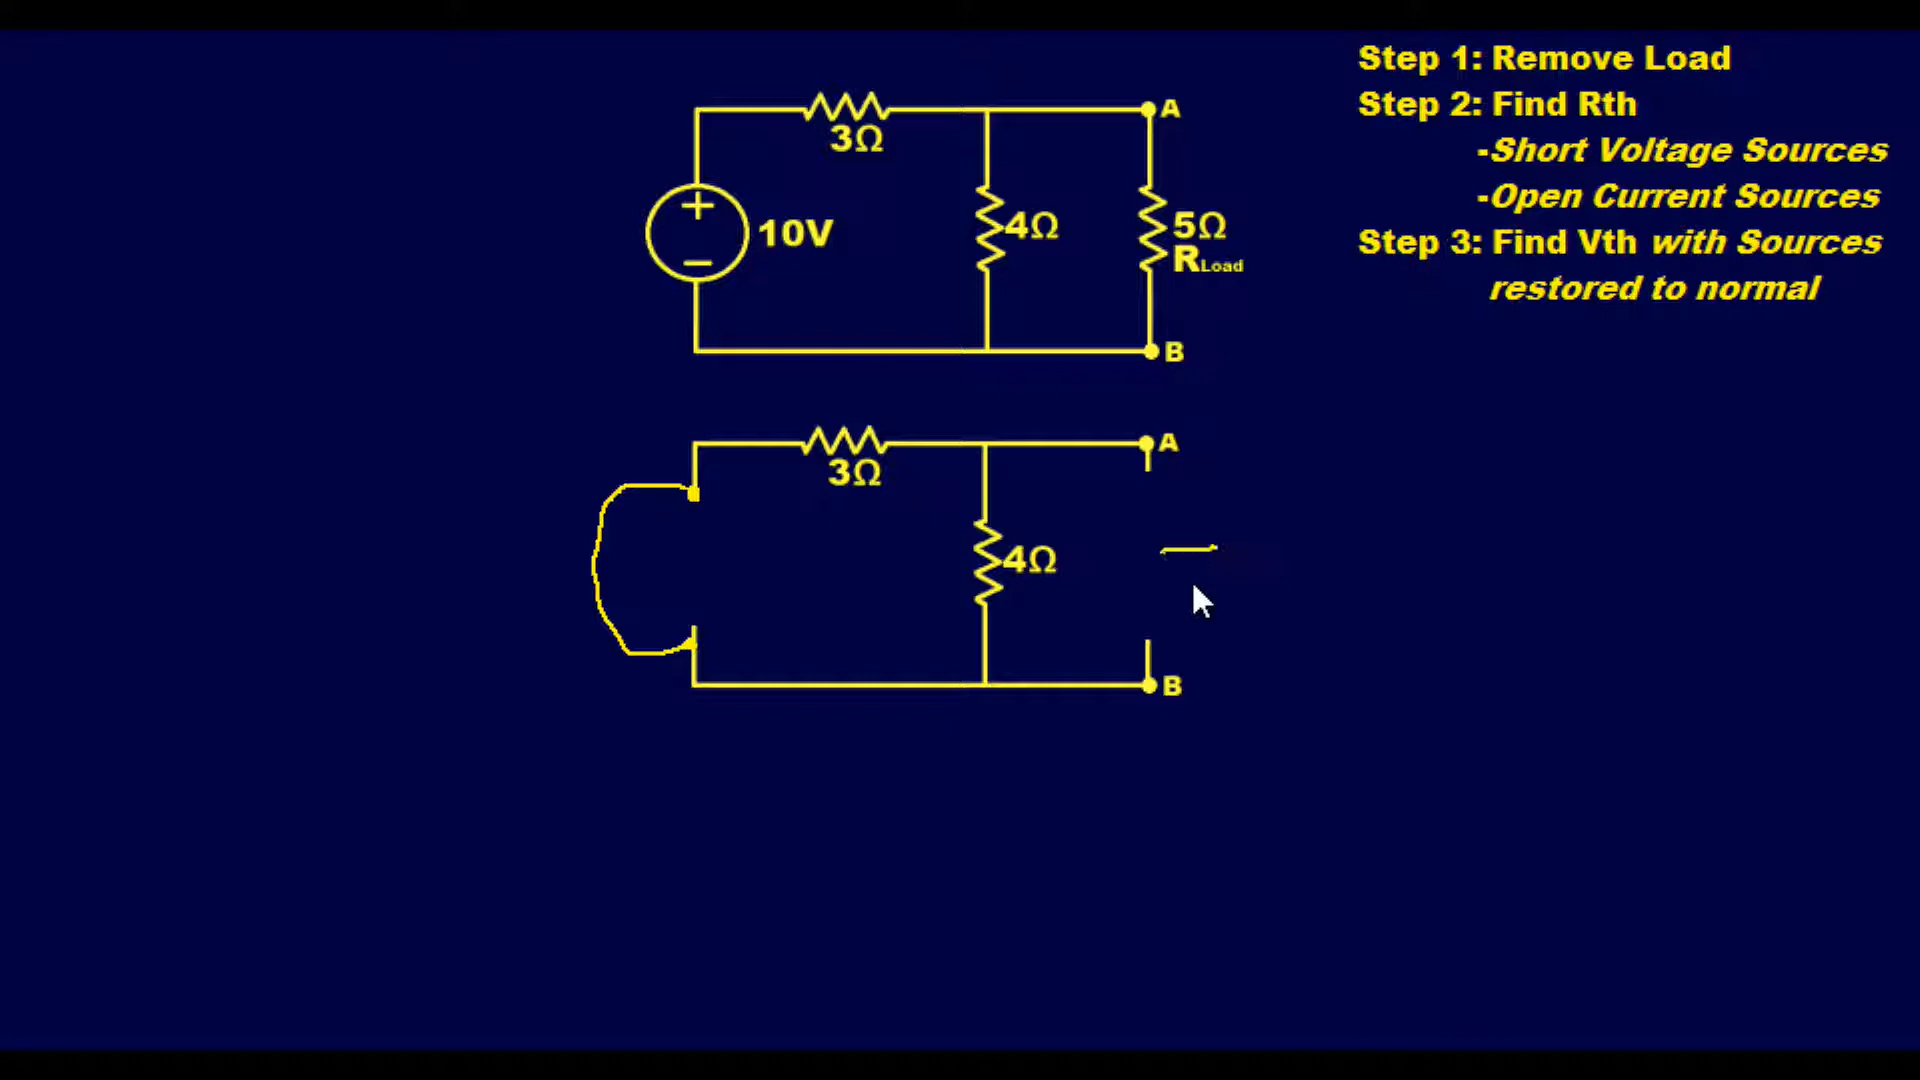 Step 1: Remove Load
Step 2: Find Rth
-Short Voltage Sources
-Open Current Sources
Step 3: Find Vth with Sources
restored to normal
A
3Ω
+
10V
4Ω
5Ω
RLoad
B
A
3Ω
4Ω
B